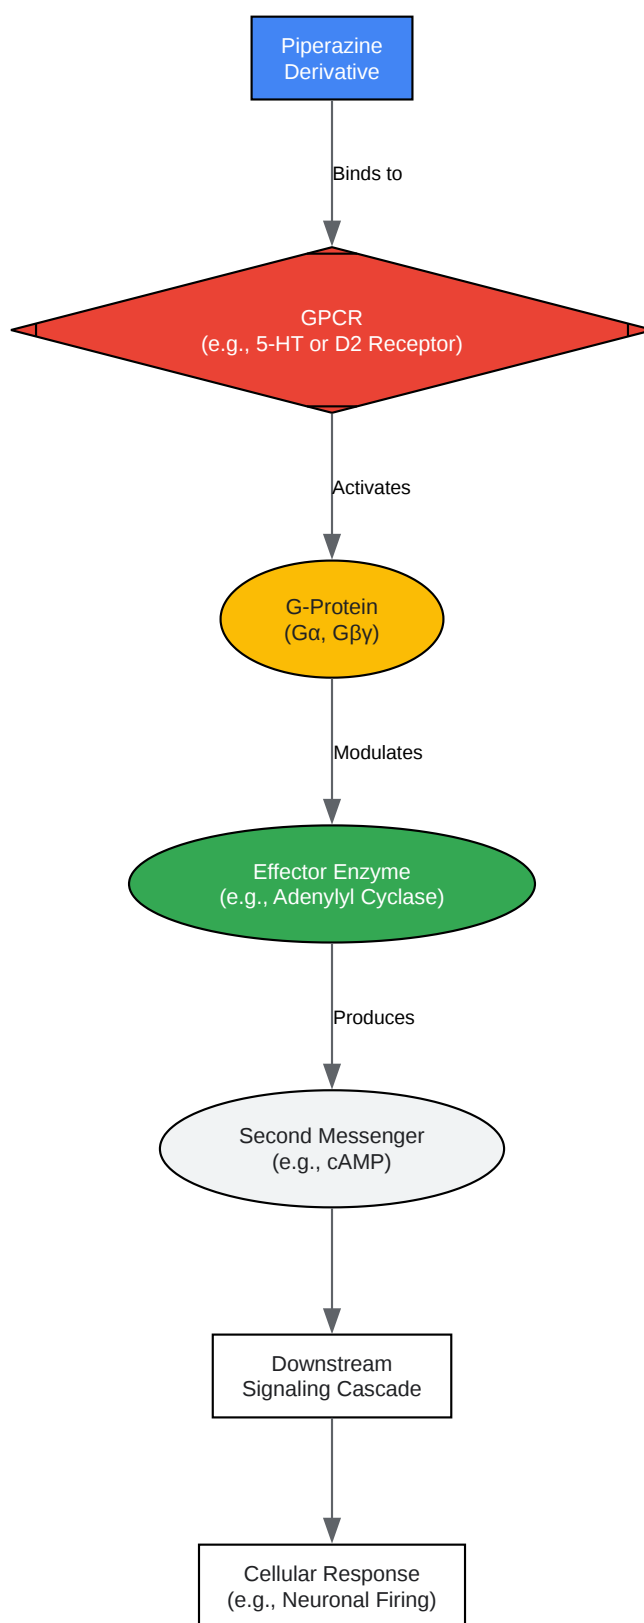 Piperazine
Derivative
Binds to
GPCR
(e.g., 5-HT or D2 Receptor)
Activates
G-Protein
(Gα, Gβγ)
Modulates
Effector Enzyme
(e.g., Adenylyl Cyclase)
Produces
Second Messenger
(e.g., cAMP)
Downstream
Signaling Cascade
Cellular Response
(e.g., Neuronal Firing)